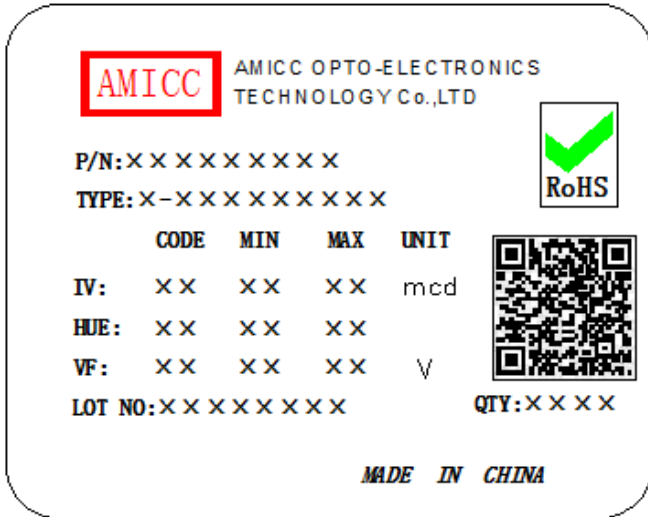 AMICC
AMICC OPTO-ELECTRONICS
TECHNOLOGY Co.,LTD
RoHS
P/N:×××××××××
TYPE:×-×××××××××
CODE MIN MAX UNIT
IV: ×× ×× ×× mcd
HUE: ×× ×× ××
VF: ×× ×× ×× V
LOT NO:××××××××
QTY:××××
MADE IN CHINA